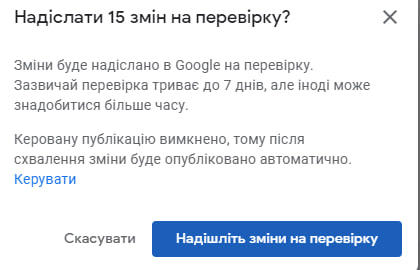 Надіслати 15 змін на перевірку?
Зміни буде надіслано в Google на перевірку.
Зазвичай перевірка триває до 7 днів, але іноді може
знадобитися більше часу.
Керовану публікацію вимкнено, тому після
схвалення зміни буде опубліковано автоматично.
Керувати
Скасувати
Надішліть зміни на перевірку